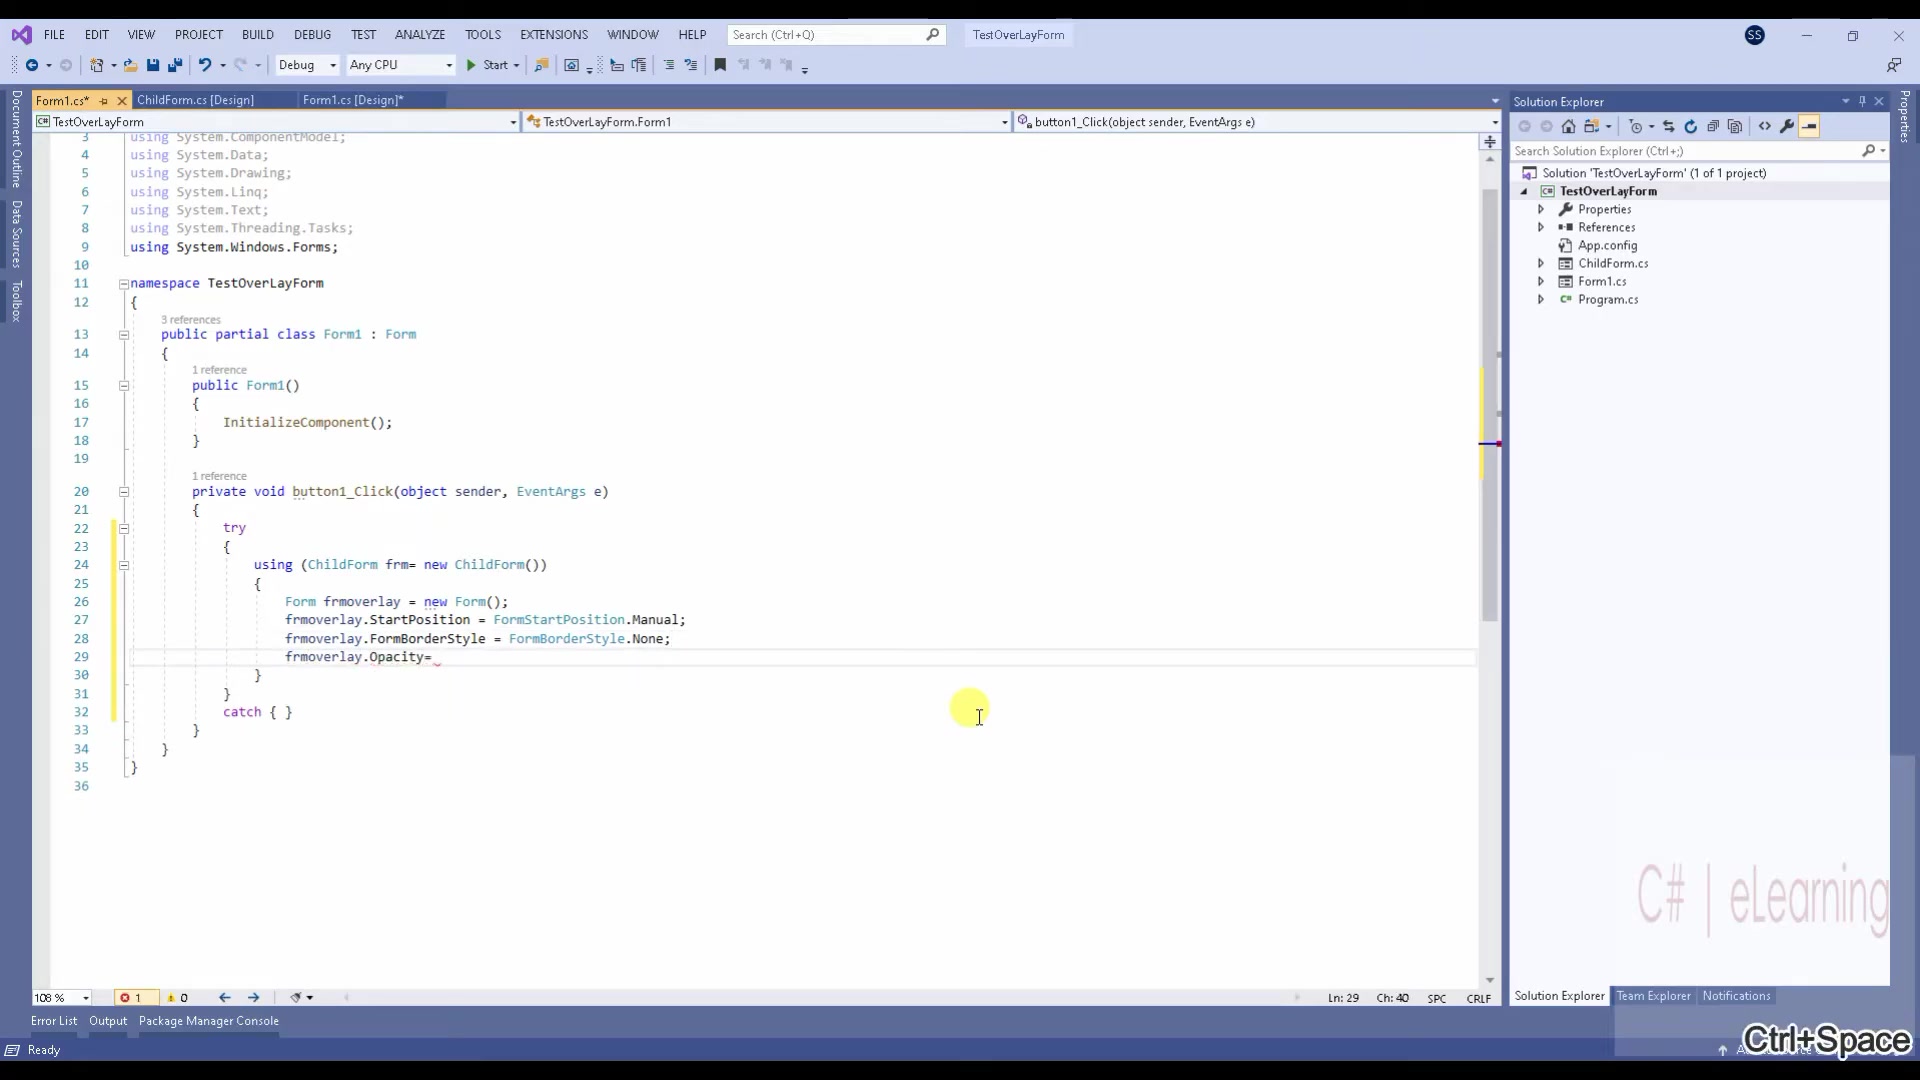 FILE EDIT VIEW PROJECT BUILD DEBUG TEST ANALYZE TOOLS EXTENSIONS WINDOW HELP Search (Ctrl+Q) TestOverLayForm SS
Debug Any CPU Start
Form1.cs* ChildForm.cs [Design] Form1.cs [Design]*
TestOverLayForm TestOverLayForm.Form1 button1_Click(object sender, EventArgs e)
Document Outline
Data Sources
Toolbox
3 using System.ComponentModel;
4 using System.Data;
5 using System.Drawing;
6 using System.Linq;
7 using System.Text;
8 using System.Threading.Tasks;
9 using System.Windows.Forms;
10
11 namespace TestOverLayForm
12 {
3 references
13 public partial class Form1 : Form
14 {
1 reference
15 public Form1()
16 {
17 InitializeComponent();
18 }
19
1 reference
20 private void button1_Click(object sender, EventArgs e)
21 {
22 try
23 {
24 using (ChildForm frm= new ChildForm())
25 {
26 Form frmoverlay = new Form();
27 frmoverlay.StartPosition = FormStartPosition.Manual;
28 frmoverlay.FormBorderStyle = FormBorderStyle.None;
29 frmoverlay.Opacity=
30 }
31 }
32 catch { }
33 }
34 }
35 }
36
108 % 1 0 Ln: 29 Ch: 40 SPC CRLF
Error List Output Package Manager Console
Ready
Solution Explorer
Search Solution Explorer (Ctrl+;)
Solution 'TestOverLayForm' (1 of 1 project)
TestOverLayForm
Properties
References
App.config
ChildForm.cs
Form1.cs
Program.cs
C# | eLearning
Solution Explorer Team Explorer Notifications
Properties
Ctrl+Space